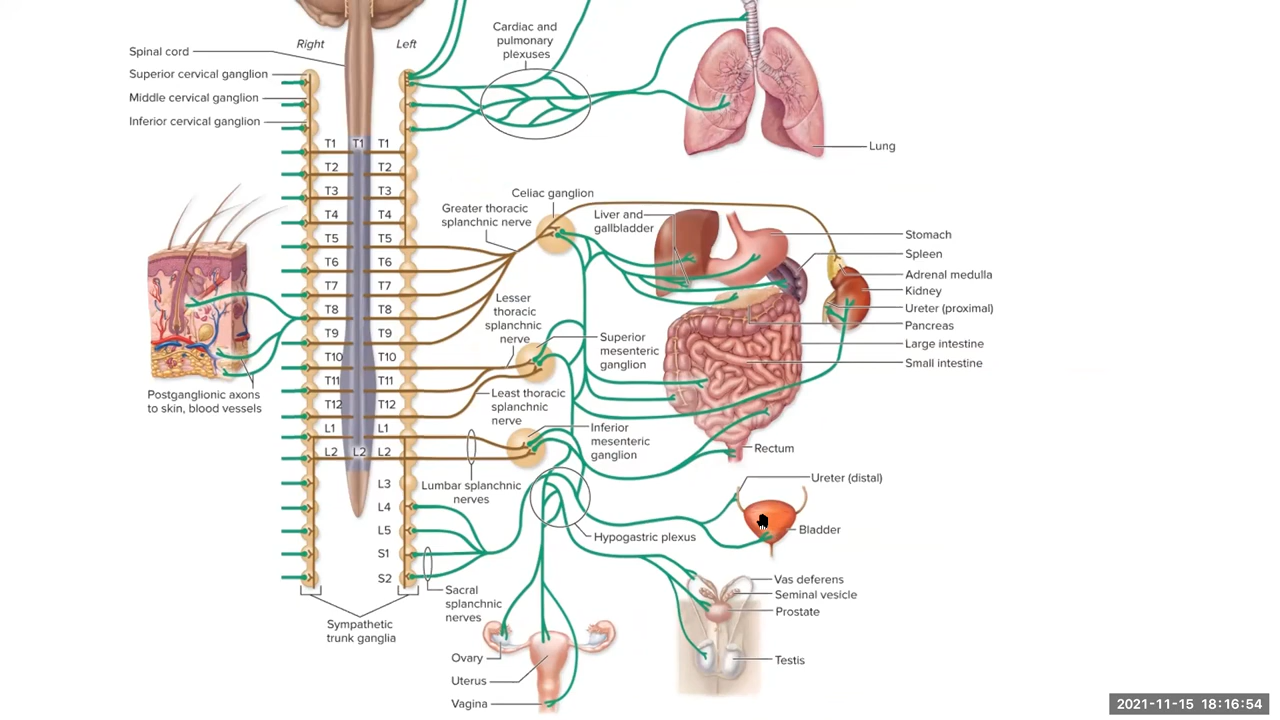 Cardiac and
pulmonary
plexuses
Right
Left
Spinal cord
Superior cervical ganglion
Middle cervical ganglion
Inferior cervical ganglion
Lung
T1 T1 T1
T2 T2
T3 T3
T4 T4
T5 T5
T6 T6
T7 T7
T8 T8
T9 T9
T10 T10
T11 T11
T12 T12
L1 L1
L2 L2 L2
L3
L4
L5
S1
S2
Celiac ganglion
Greater thoracic
splanchnic nerve
Liver and
gallbladder
Stomach
Spleen
Adrenal medulla
Kidney
Ureter (proximal)
Pancreas
Large intestine
Small intestine
Lesser
thoracic
splanchnic
nerve
Superior
mesenteric
ganglion
Postganglionic axons
to skin, blood vessels
Least thoracic
splanchnic
nerve
Inferior
mesenteric
ganglion
Rectum
Lumbar splanchnic
nerves
Ureter (distal)
Bladder
Hypogastric plexus
Sacral
splanchnic
nerves
Vas deferens
Seminal vesicle
Prostate
Testis
Sympathetic
trunk ganglia
Ovary
Uterus
Vagina
2021-11-15 18:16:54